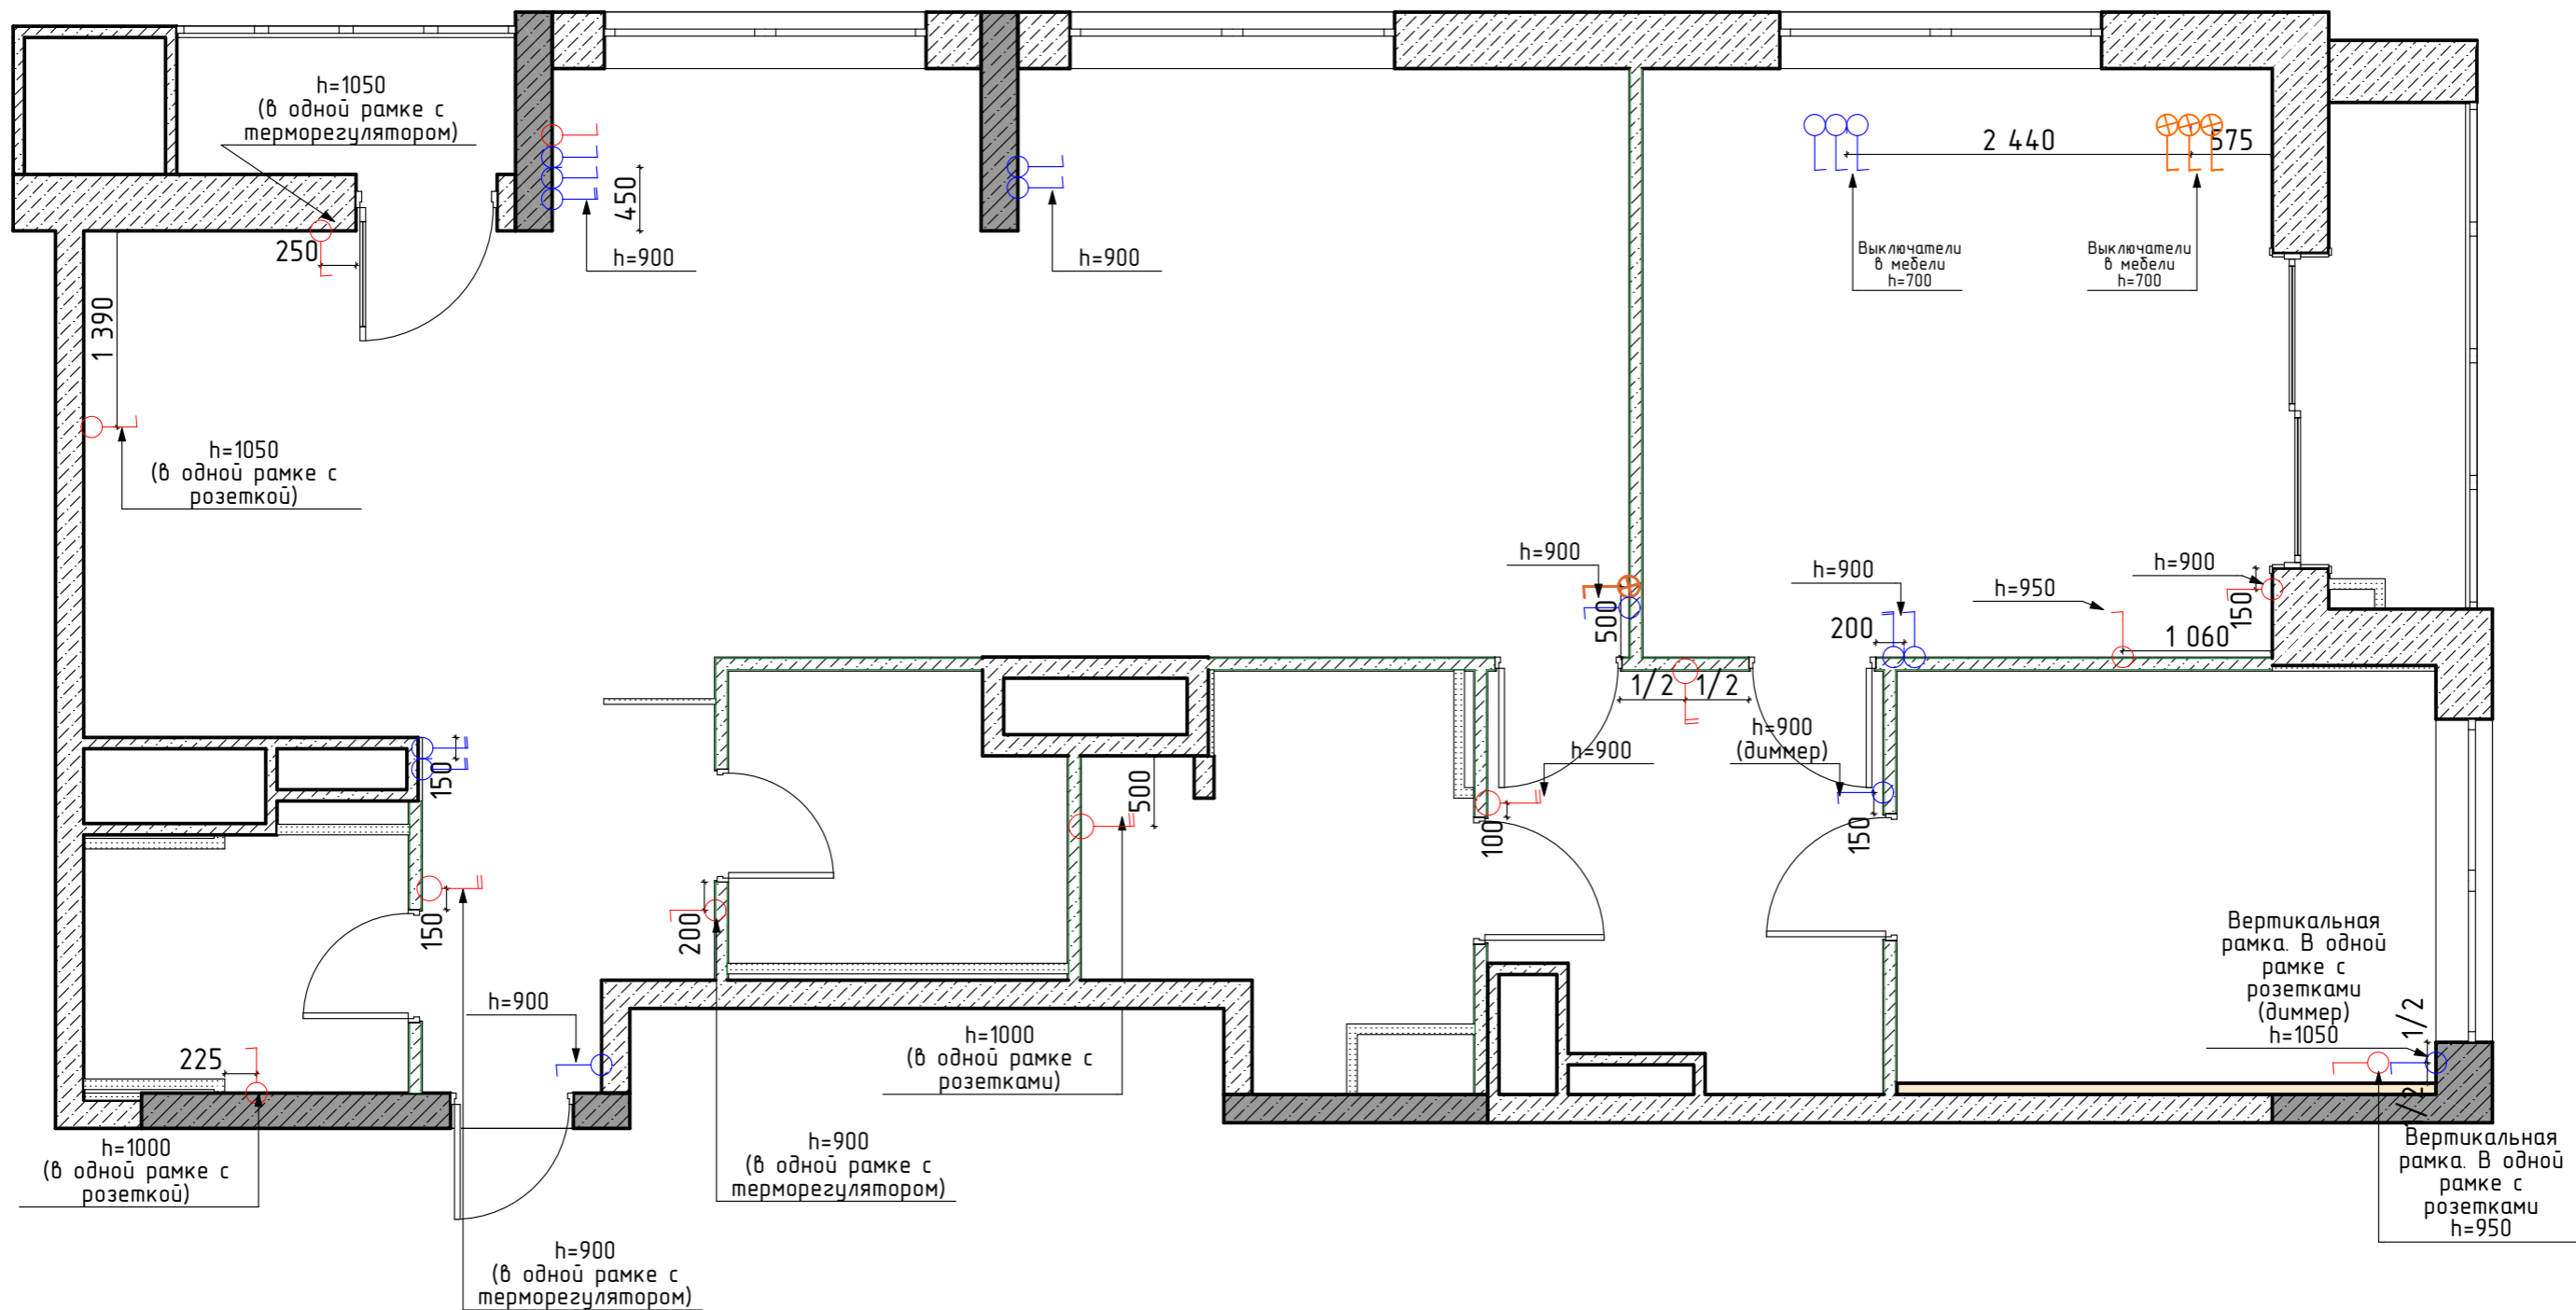 h=1050
(в одной рамке с
терморегулятором)
250
1 390
h=1050
(в одной рамке с
розеткой)
450
h=900
h=900
2 440
575
Выключатели
в мебели
h=700
Выключатели
в мебели
h=700
h=900
500
h=900
200
h=950
1 060
h=900
150
1/2
1/2
h=900
h=900
(диммер)
150
100
500
150
150
200
h=900
225
h=1000
(в одной рамке с
розеткой)
h=900
(в одной рамке с
терморегулятором)
h=900
(в одной рамке с
терморегулятором)
h=1000
(в одной рамке с
розетками)
Вертикальная
рамка. В одной
рамке с
розетками
(диммер)
h=1050
1/2
1/2
Вертикальная
рамка. В одной
рамке с
розетками
h=950